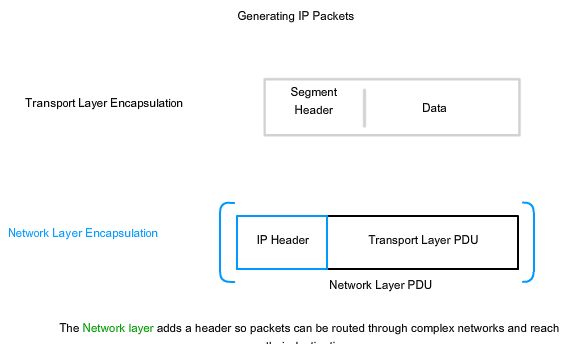 Generating IP Packets
Transport Layer Encapsulation
Segment
Header
Data
Network Layer Encapsulation
IP Header
Transport Layer PDU
Network Layer PDU
The Network layer adds a header so packets can be routed through complex networks and reach